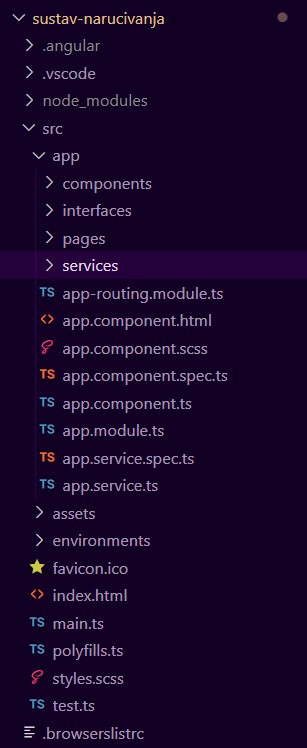 sustav-narucivanja
.angular
.vscode
node_modules
src
app
components
interfaces
pages
services
TS app-routing.module.ts
<> app.component.html
app.component.scss
TS app.component.spec.ts
TS app.component.ts
TS app.module.ts
TS app.service.spec.ts
TS app.service.ts
assets
environments
favicon.ico
<> index.html
TS main.ts
TS polyfills.ts
styles.scss
TS test.ts
.browserslistrc